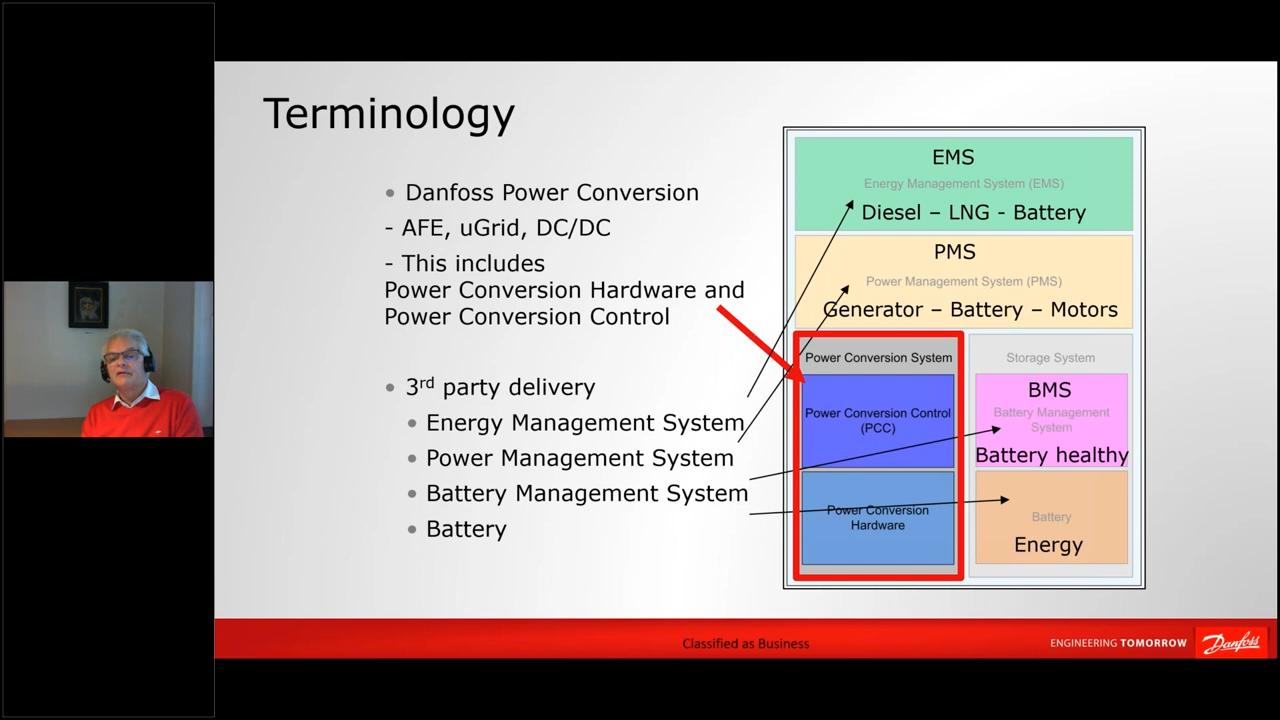 Terminology
• Danfoss Power Conversion
- AFE, uGrid, DC/DC
- This includes
Power Conversion Hardware and
Power Conversion Control
• 3rd party delivery
• Energy Management System
• Power Management System
• Battery Management System
• Battery
EMS
Energy Management System (EMS)
Diesel – LNG - Battery
PMS
Power Management System (PMS)
Generator – Battery – Motors
Power Conversion System
Power Conversion Control
(PCC)
Power Conversion
Hardware
Storage System
BMS
Battery Management
System
Battery healthy
Battery
Energy
Classified as Business
ENGINEERING TOMORROW
Danfoss